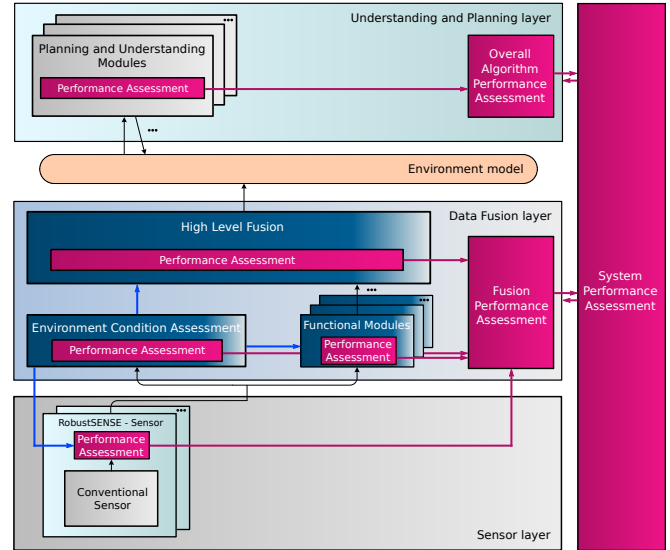 Understanding and Planning layer
Planning and Understanding
Modules
Performance Assessment
...
Overall
Algorithm
Performance
Assessment
...
Environment model
Data Fusion layer
High Level Fusion
Performance Assessment
...
Environment Condition Assessment
Performance Assessment
...
Functional Modules
Performance
Assessment
Fusion
Performance
Assessment
System
Performance
Assessment
...
RobustSENSE - Sensor
Performance
Assessment
Conventional
Sensor
Sensor layer